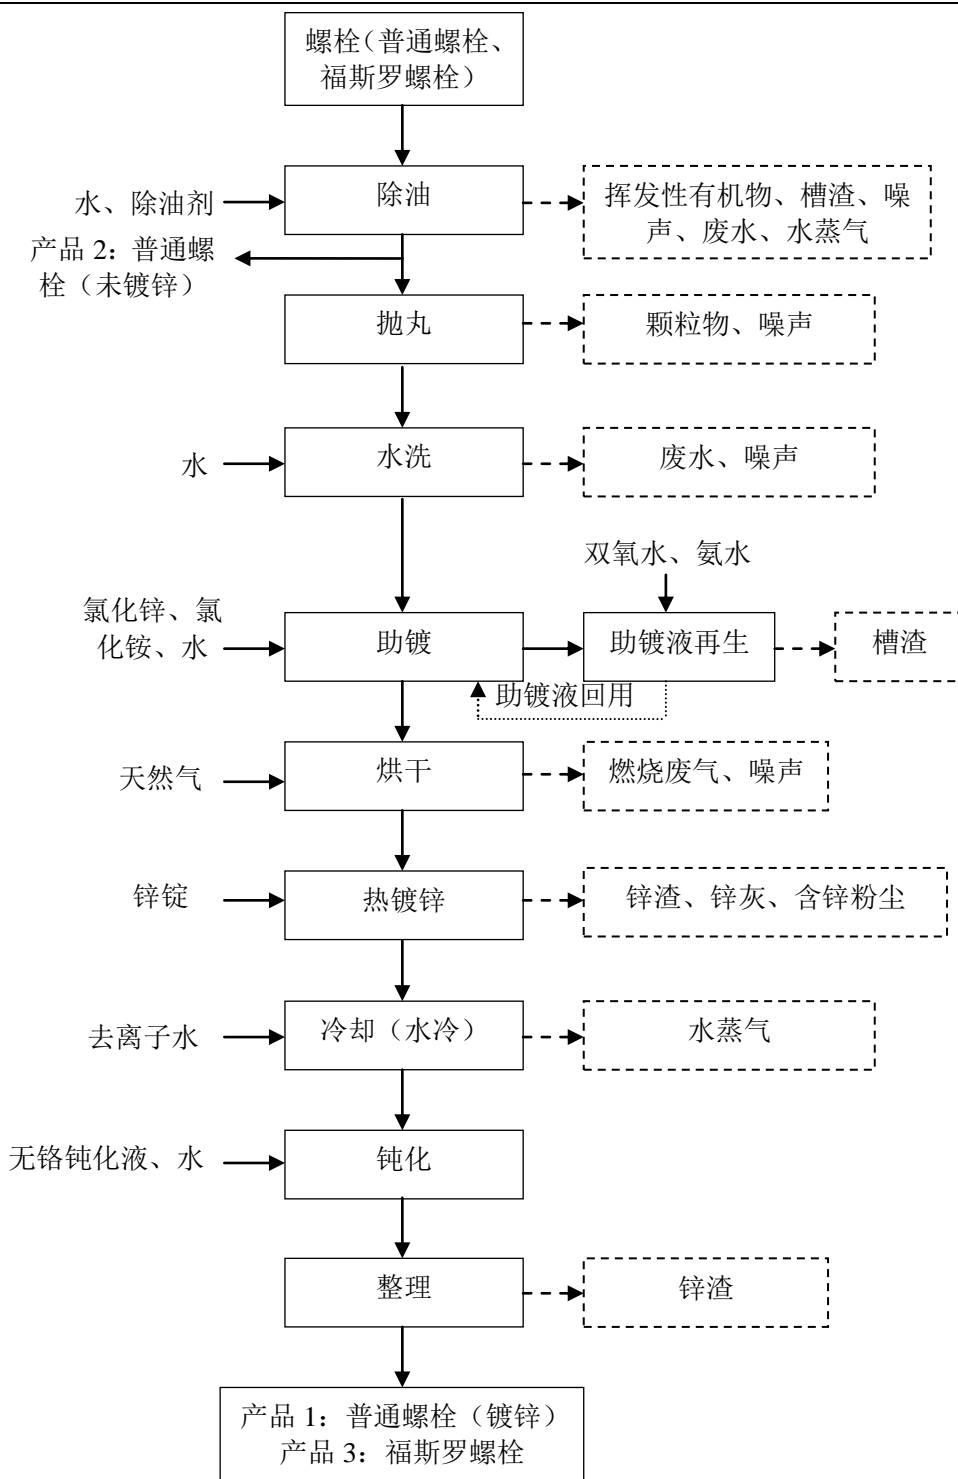 螺栓（普通螺栓、
福斯罗螺栓）
水、除油剂
除油
挥发性有机物、槽渣、噪
声、废水、水蒸气
产品 2：普通螺
栓（未镀锌）
抛丸
颗粒物、噪声
水
水洗
废水、噪声
双氧水、氨水
氯化锌、氯
化铵、水
助镀
助镀液再生
槽渣
助镀液回用
天然气
烘干
燃烧废气、噪声
锌锭
热镀锌
锌渣、锌灰、含锌粉尘
去离子水
冷却（水冷）
水蒸气
无铬钝化液、水
钝化
整理
锌渣
产品 1：普通螺栓（镀锌）
产品 3：福斯罗螺栓